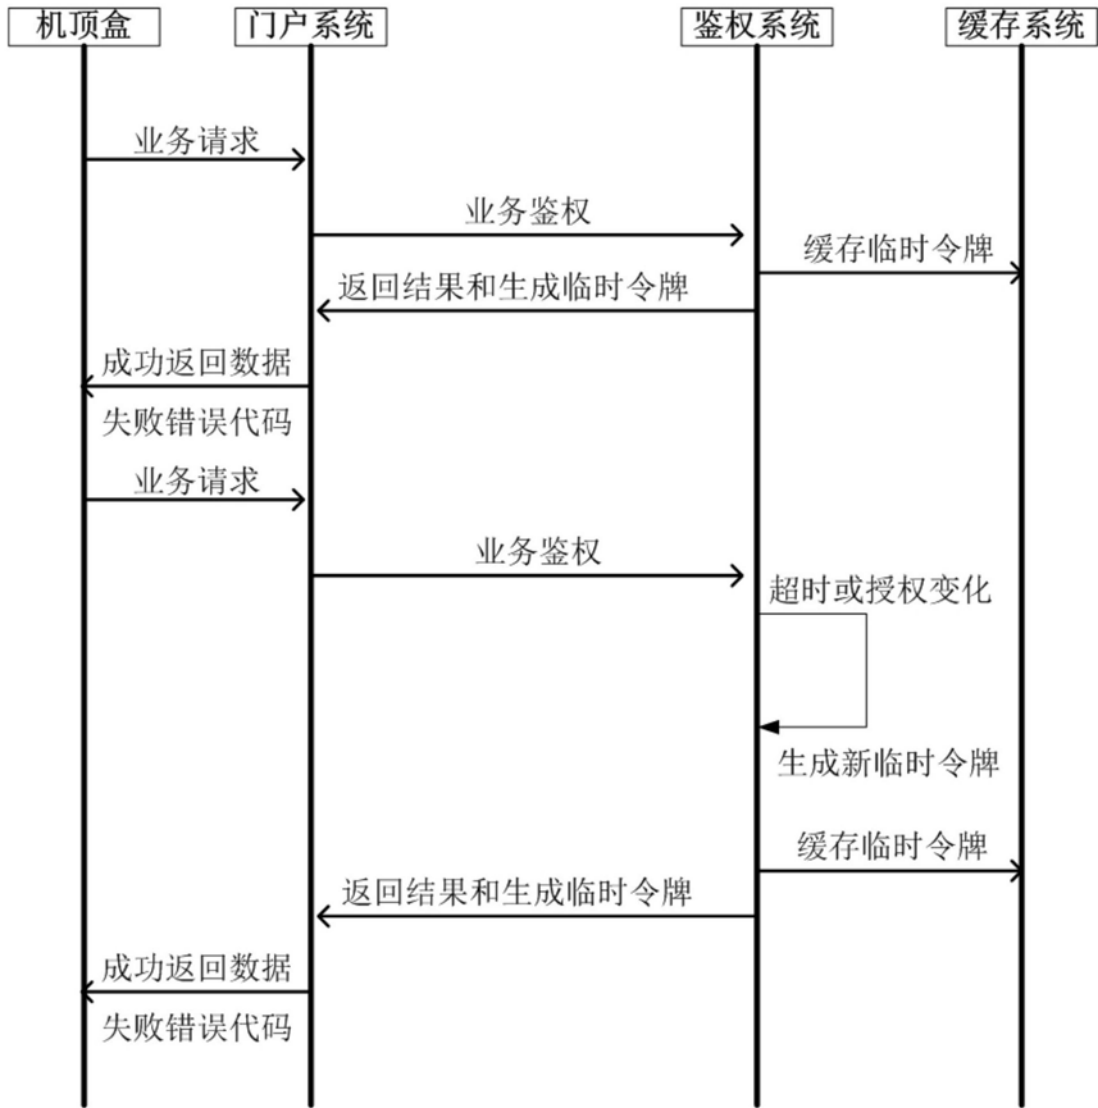 机顶盒
门户系统
鉴权系统
缓存系统
业务请求
业务鉴权
缓存临时令牌
返回结果和生成临时令牌
成功返回数据
失败错误代码
业务请求
业务鉴权
超时或授权变化
生成新临时令牌
缓存临时令牌
返回结果和生成临时令牌
成功返回数据
失败错误代码